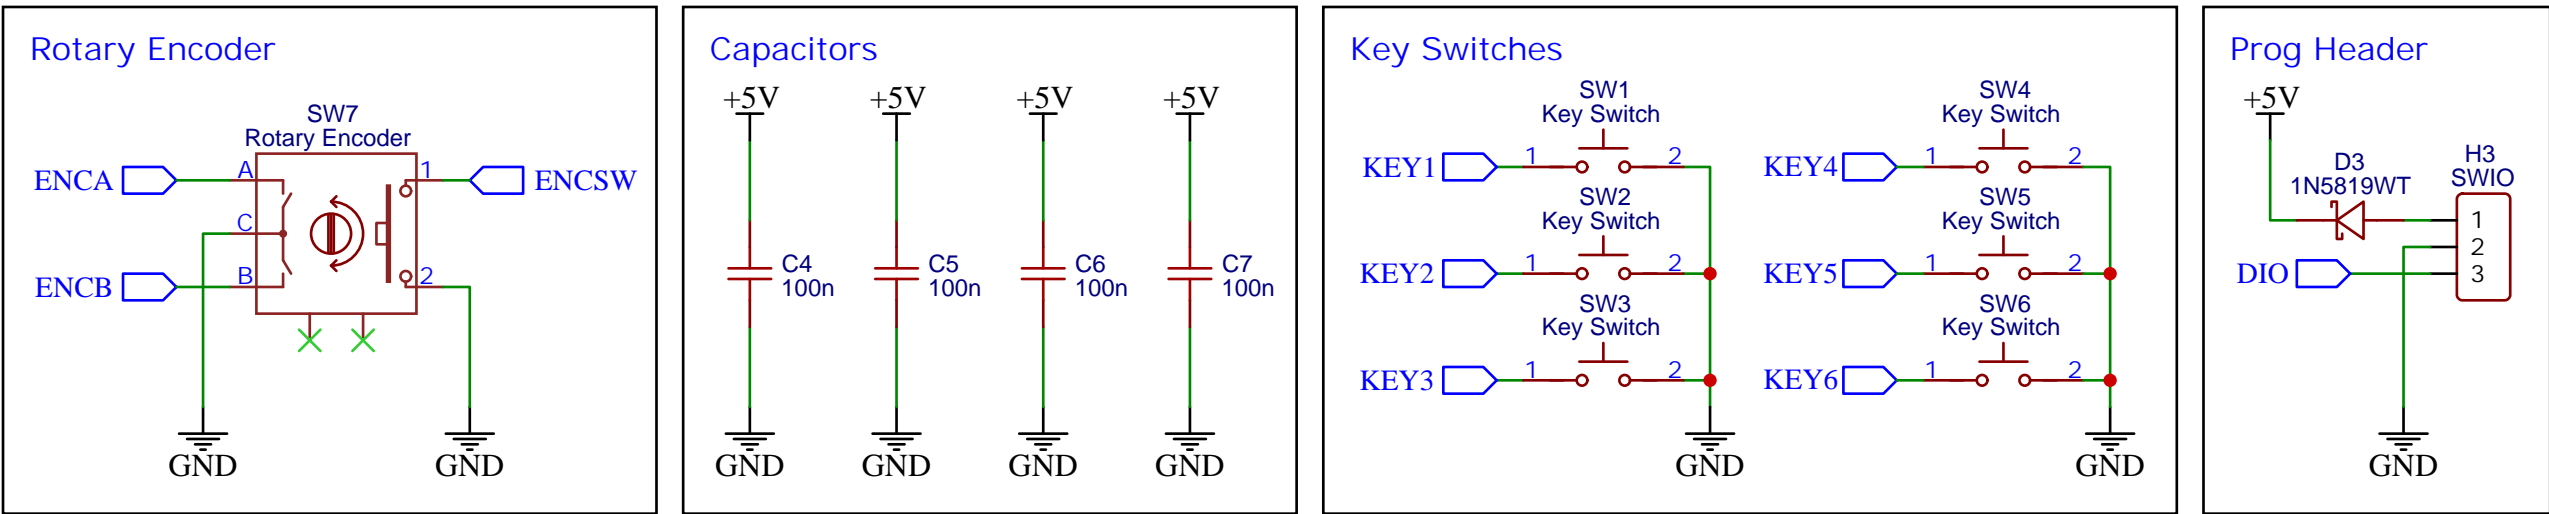 Rotary Encoder
SW7
Rotary Encoder
ENCA
A
1
ENCSW
C
ENCB
B
2
GND
GND
Capacitors
+5V
+5V
+5V
+5V
C4
100n
C5
100n
C6
100n
C7
100n
GND
GND
GND
GND
Key Switches
SW1
Key Switch
KEY1
1
2
SW2
Key Switch
KEY2
1
2
SW3
Key Switch
KEY3
1
2
GND
SW4
Key Switch
KEY4
1
2
SW5
Key Switch
KEY5
1
2
SW6
Key Switch
KEY6
1
2
GND
Prog Header
+5V
D3
1N5819WT
H3
SWIO
1
2
3
DIO
GND